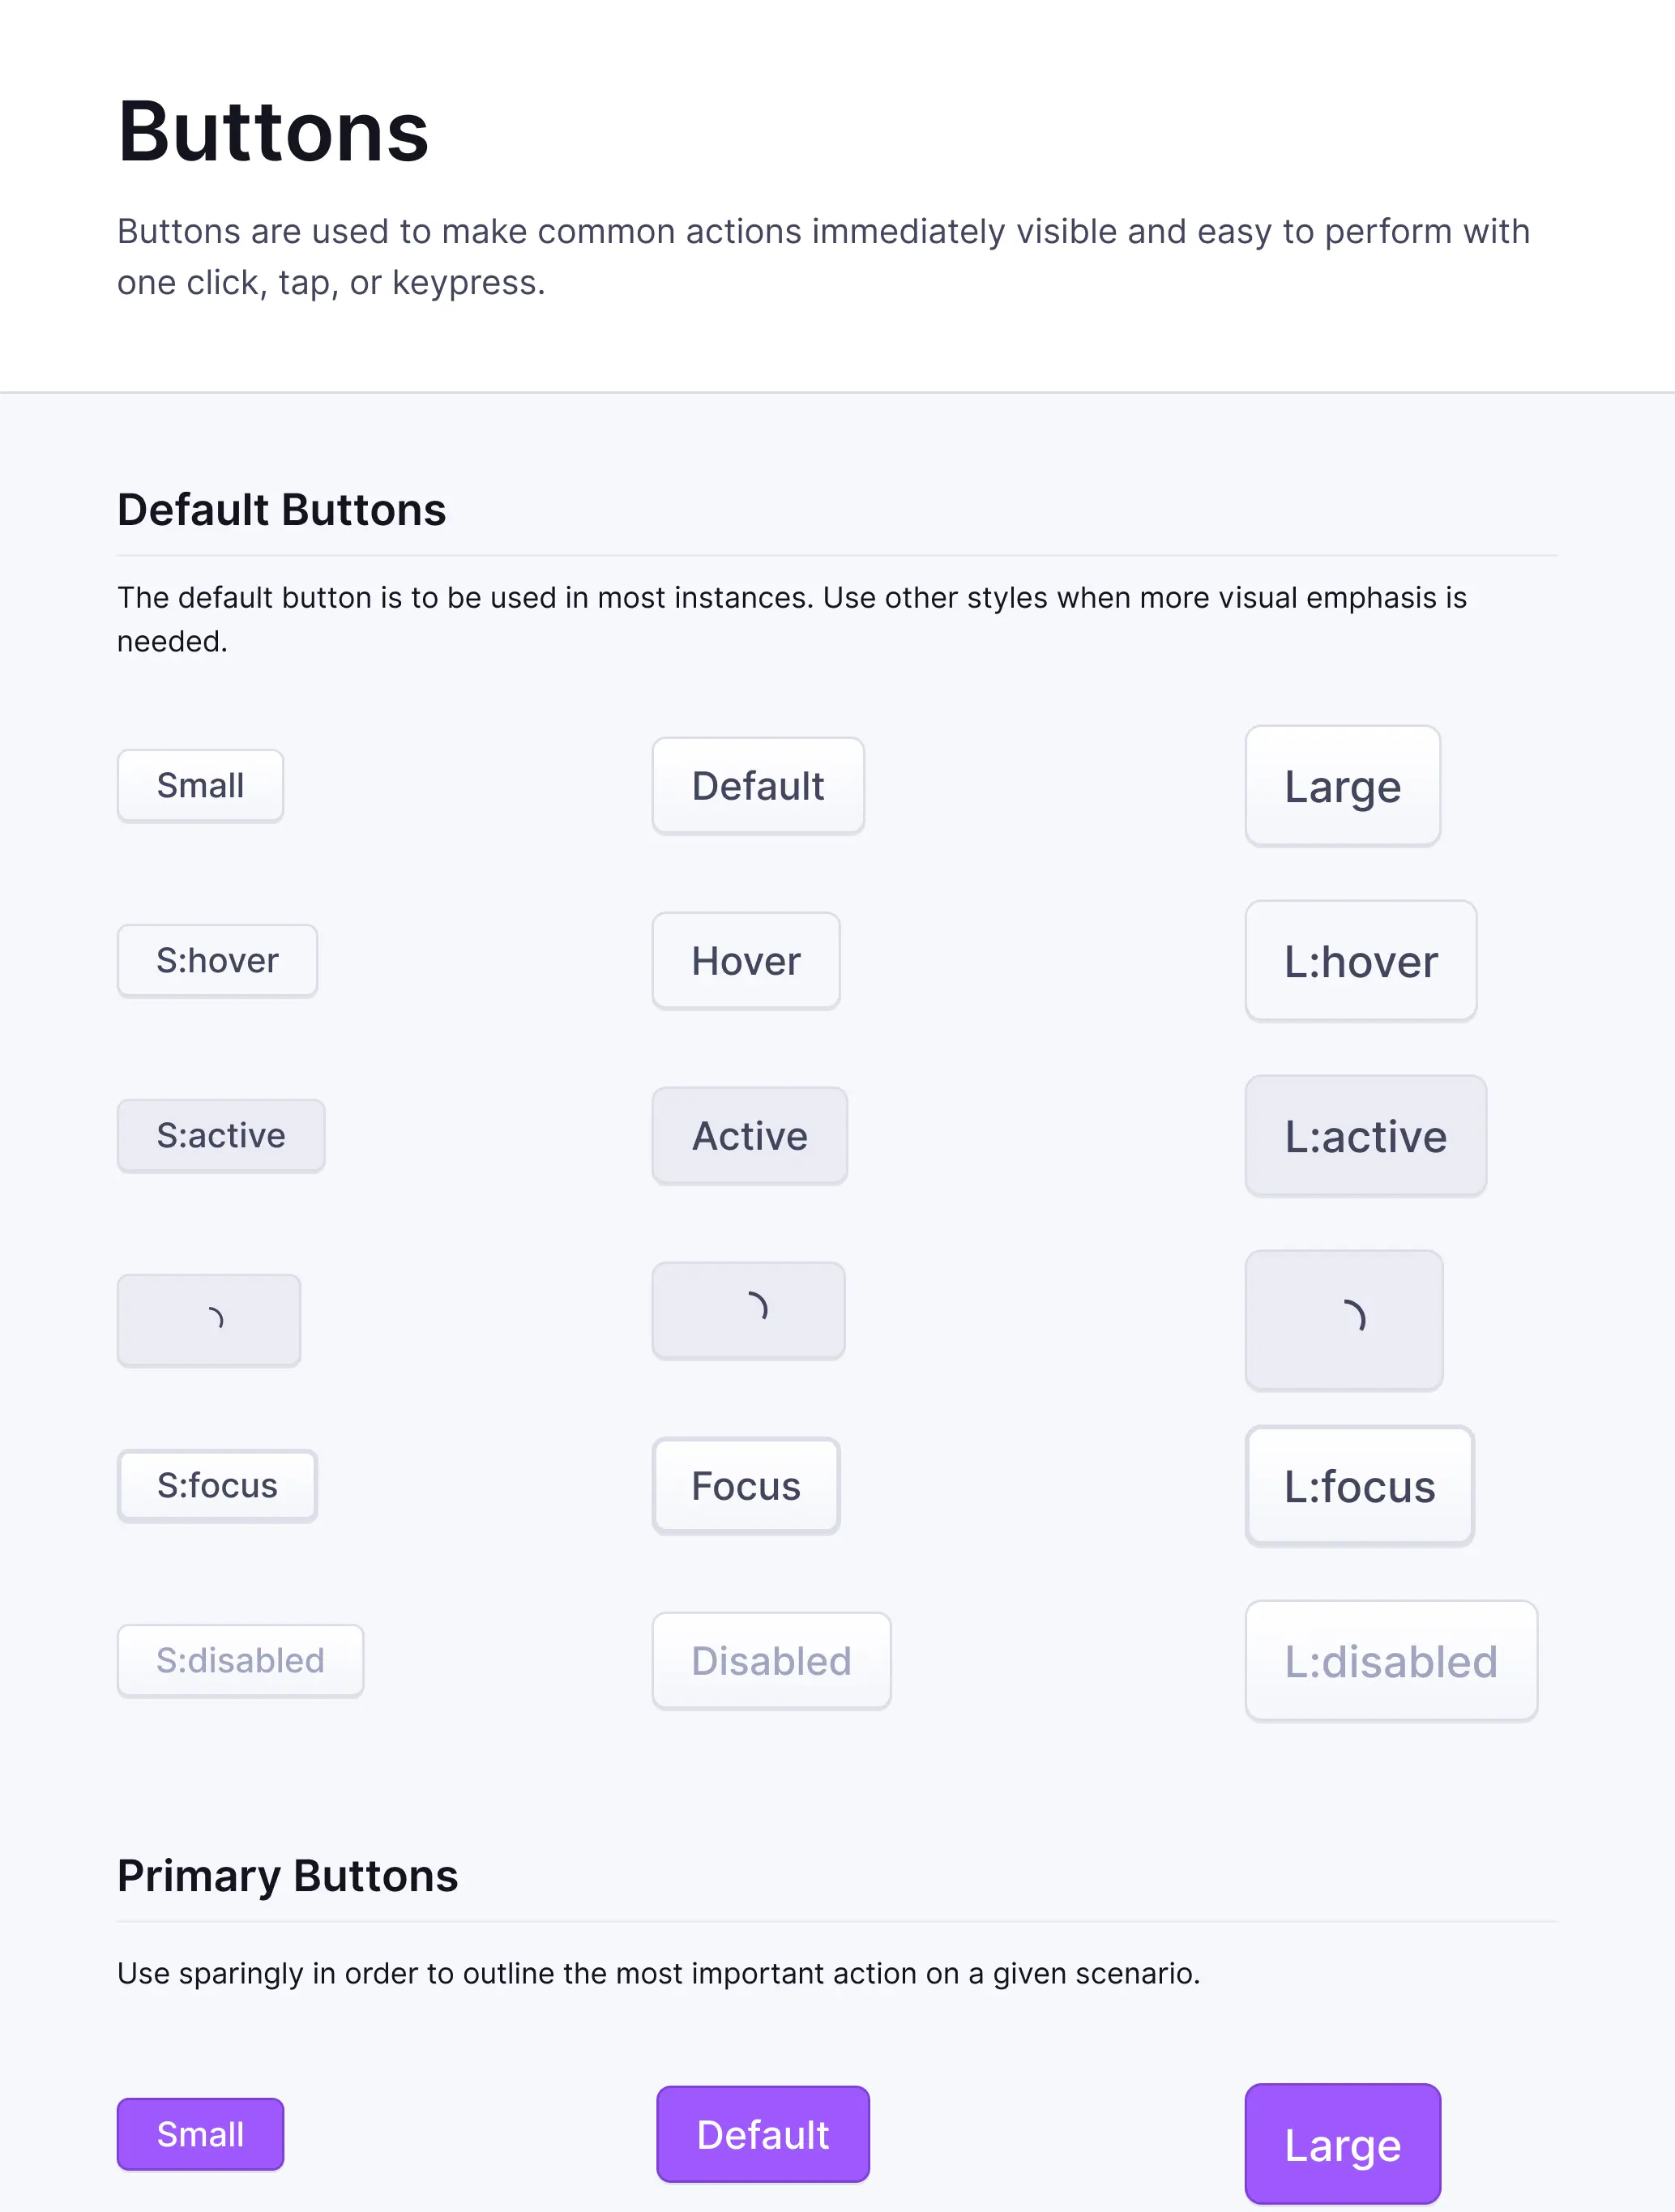 Buttons
Buttons are used to make common actions immediately visible and easy to perform with
one click, tap, or keypress.
Default Buttons
The default button is to be used in most instances. Use other styles when more visual emphasis is
needed.
Small
Default
Large
S:hover
Hover
L:hover
S:active
Active
L:active
S:focus
Focus
L:focus
S:disabled
Disabled
L:disabled
Primary Buttons
Use sparingly in order to outline the most important action on a given scenario.
Small
Default
Large